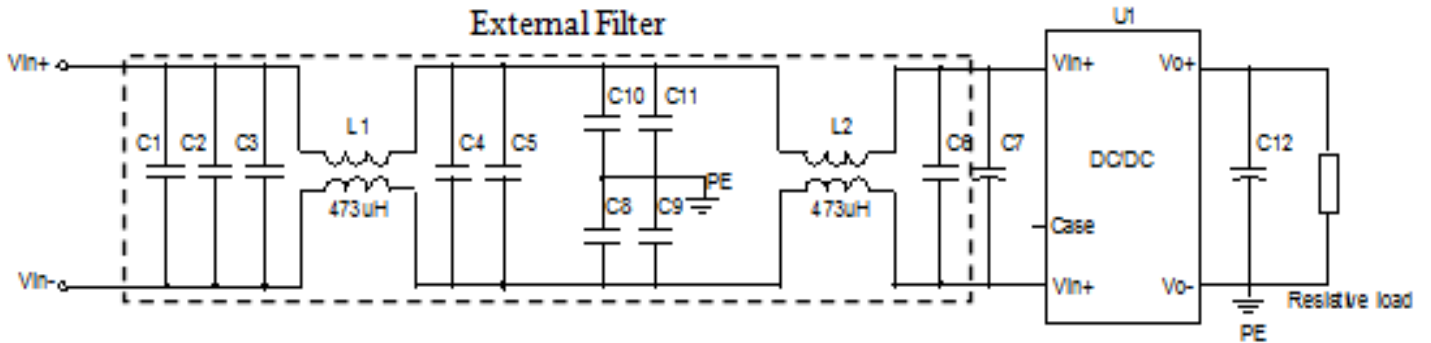 External Filter
U1
Vin+
Vin+
Vo+
C10
C11
L1
L2
C1
C2
C3
C4
C5
C6
C7
DC/DC
C12
PE
473uH
C8
C9
473uH
Case
Vin-
Vin+
Vo-
Resistive load
PE